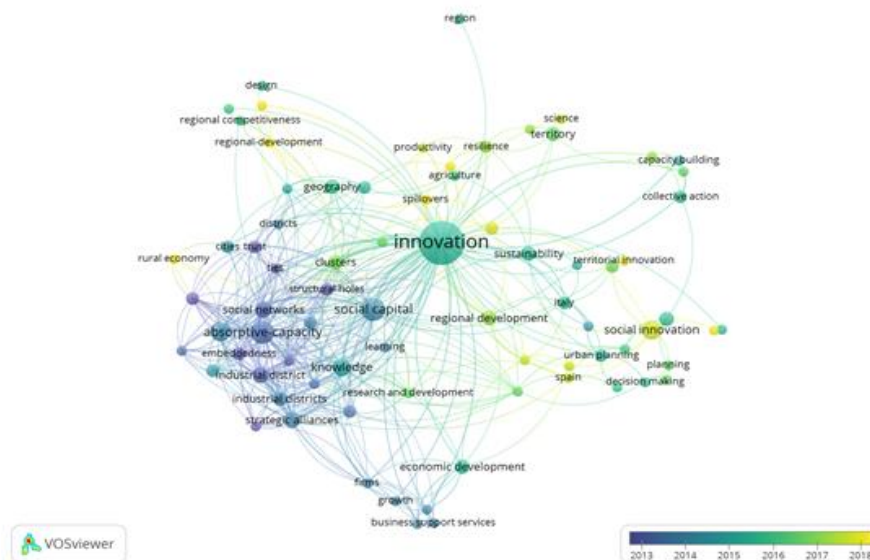 region
design
regional competitiveness
regional-development
science
territory
productivity
resilience
capacity building
agriculture
geography
collective action
spillovers
districts
innovation
cities trust
sustainability
rural economy
clusters
territorial innovation
ties
structural holes
social networks
social capital
italy
regional development
absorptive-capacity
social innovation
learning
embeddedness
urban planning
knowledge
planning
industrial district
spain
decision making
research and development
industrial districts
strategic alliances
economic development
firms
growth
business support services
VOSviewer
2013 2014 2015 2016 2017 2018